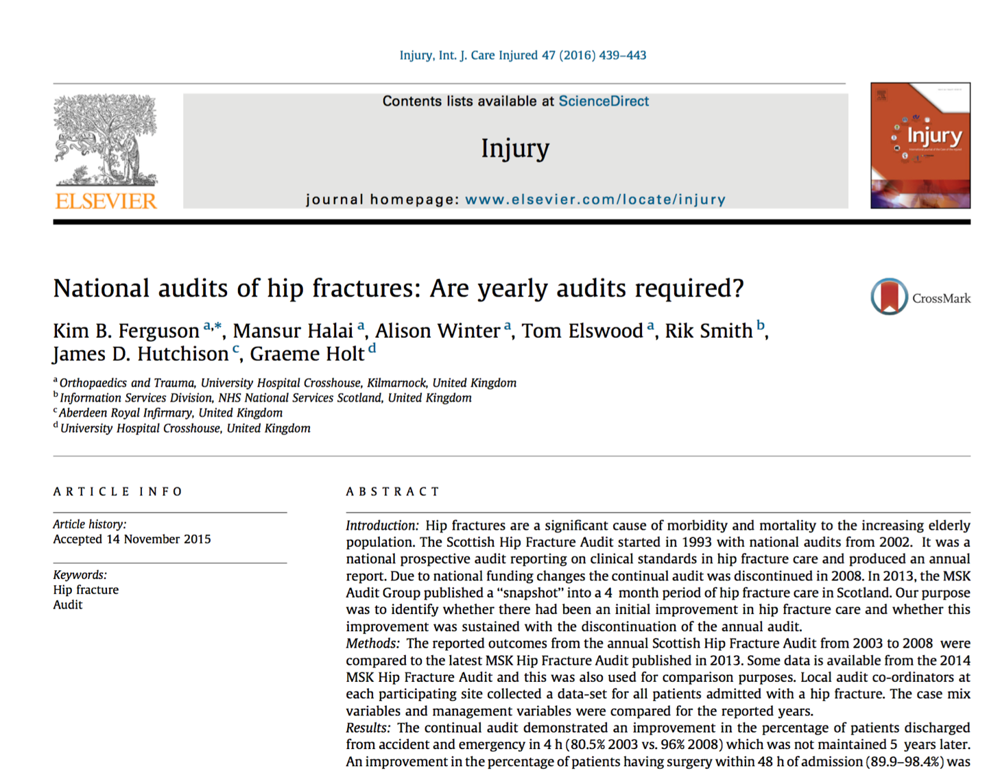 Injury, Int. J. Care Injured 47 (2016) 439–443
Contents lists available at ScienceDirect
Injury
journal homepage: www.elsevier.com/locate/injury
ELSEVIER
Injury
National audits of hip fractures: Are yearly audits required?
CrossMark
Kim B. Ferguson a,*, Mansur Halai a, Alison Winter a, Tom Elswood a, Rik Smith b,
James D. Hutchison c, Graeme Holt d
a Orthopaedics and Trauma, University Hospital Crosshouse, Kilmarnock, United Kingdom
b Information Services Division, NHS National Services Scotland, United Kingdom
c Aberdeen Royal Infirmary, United Kingdom
d University Hospital Crosshouse, United Kingdom
ARTICLE INFO
Article history:
Accepted 14 November 2015
Keywords:
Hip fracture
Audit
ABSTRACT
Introduction: Hip fractures are a significant cause of morbidity and mortality to the increasing elderly
population. The Scottish Hip Fracture Audit started in 1993 with national audits from 2002. It was a
national prospective audit reporting on clinical standards in hip fracture care and produced an annual
report. Due to national funding changes the continual audit was discontinued in 2008. In 2013, the MSK
Audit Group published a “snapshot” into a 4 month period of hip fracture care in Scotland. Our purpose
was to identify whether there had been an initial improvement in hip fracture care and whether this
improvement was sustained with the discontinuation of the annual audit.
Methods: The reported outcomes from the annual Scottish Hip Fracture Audit from 2003 to 2008 were
compared to the latest MSK Hip Fracture Audit published in 2013. Some data is available from the 2014
MSK Hip Fracture Audit and this was also used for comparison purposes. Local audit co-ordinators at
each participating site collected a data-set for all patients admitted with a hip fracture. The case mix
variables and management variables were compared for the reported years.
Results: The continual audit demonstrated an improvement in the percentage of patients discharged
from accident and emergency in 4 h (80.5% 2003 vs. 96% 2008) which was not maintained 5 years later.
An improvement in the percentage of patients having surgery within 48 h of admission (89.9–98.4%) was